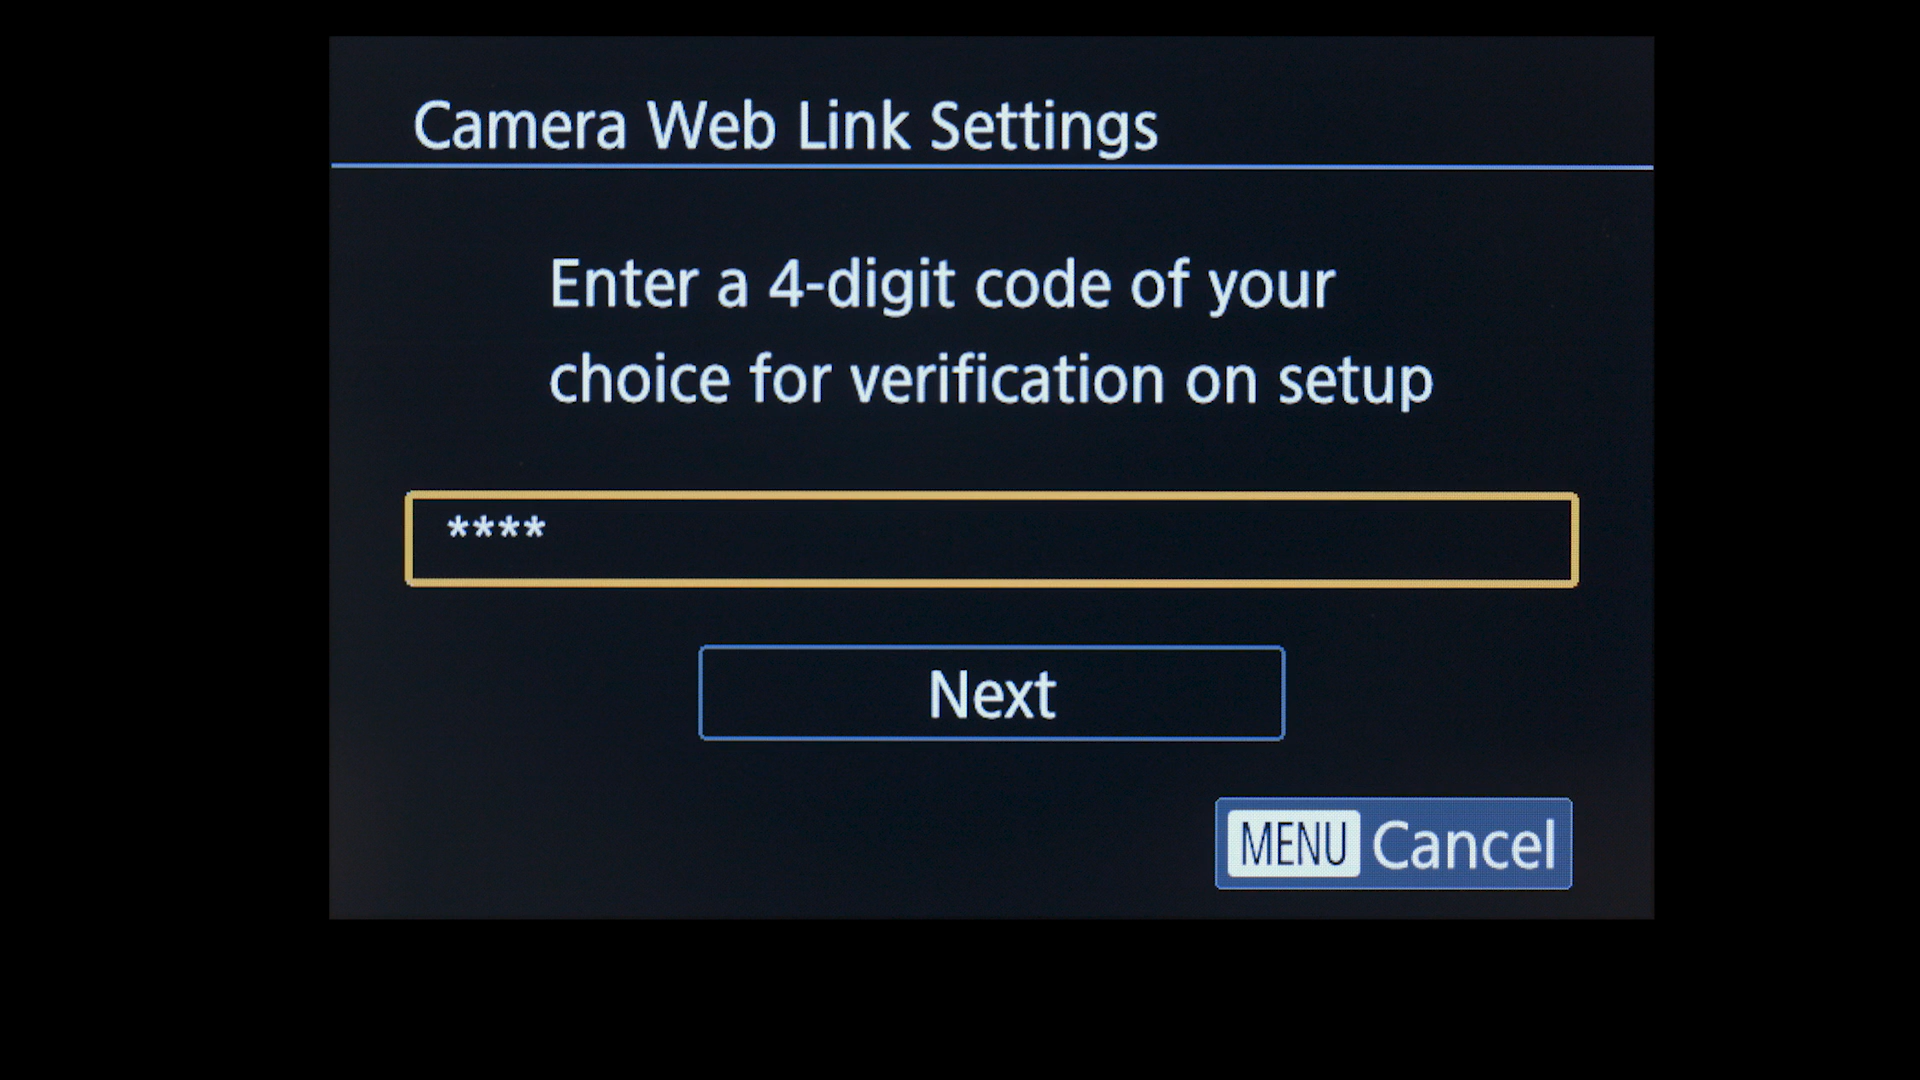 Camera Web Link Settings
Enter a 4-digit code of your
choice for verification on setup
****
Next
MENU Cancel